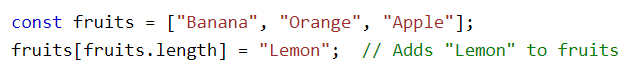 const fruits = ["Banana", "Orange", "Apple"];
fruits[fruits.length] = "Lemon";  // Adds "Lemon" to fruits